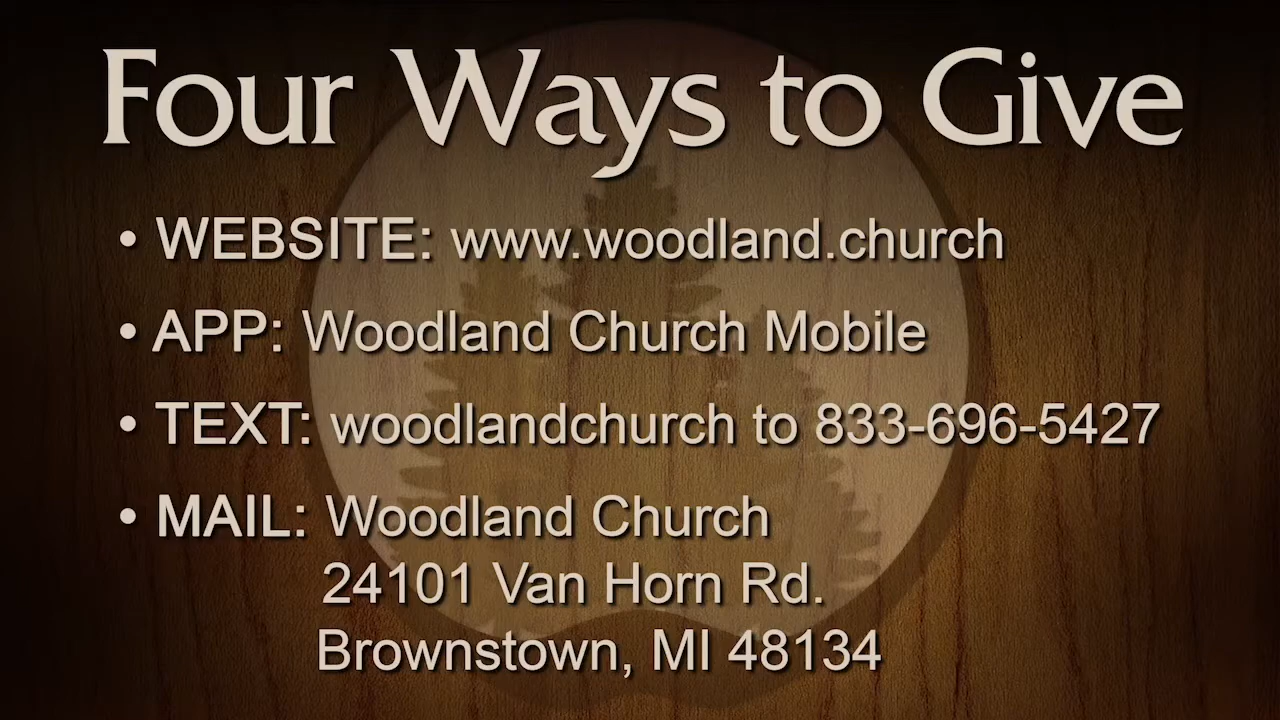 Four Ways to Give
• WEBSITE: www.woodland.church
• APP: Woodland Church Mobile
• TEXT: woodlandchurch to 833-696-5427
• MAIL: Woodland Church
24101 Van Horn Rd.
Brownstown, MI 48134